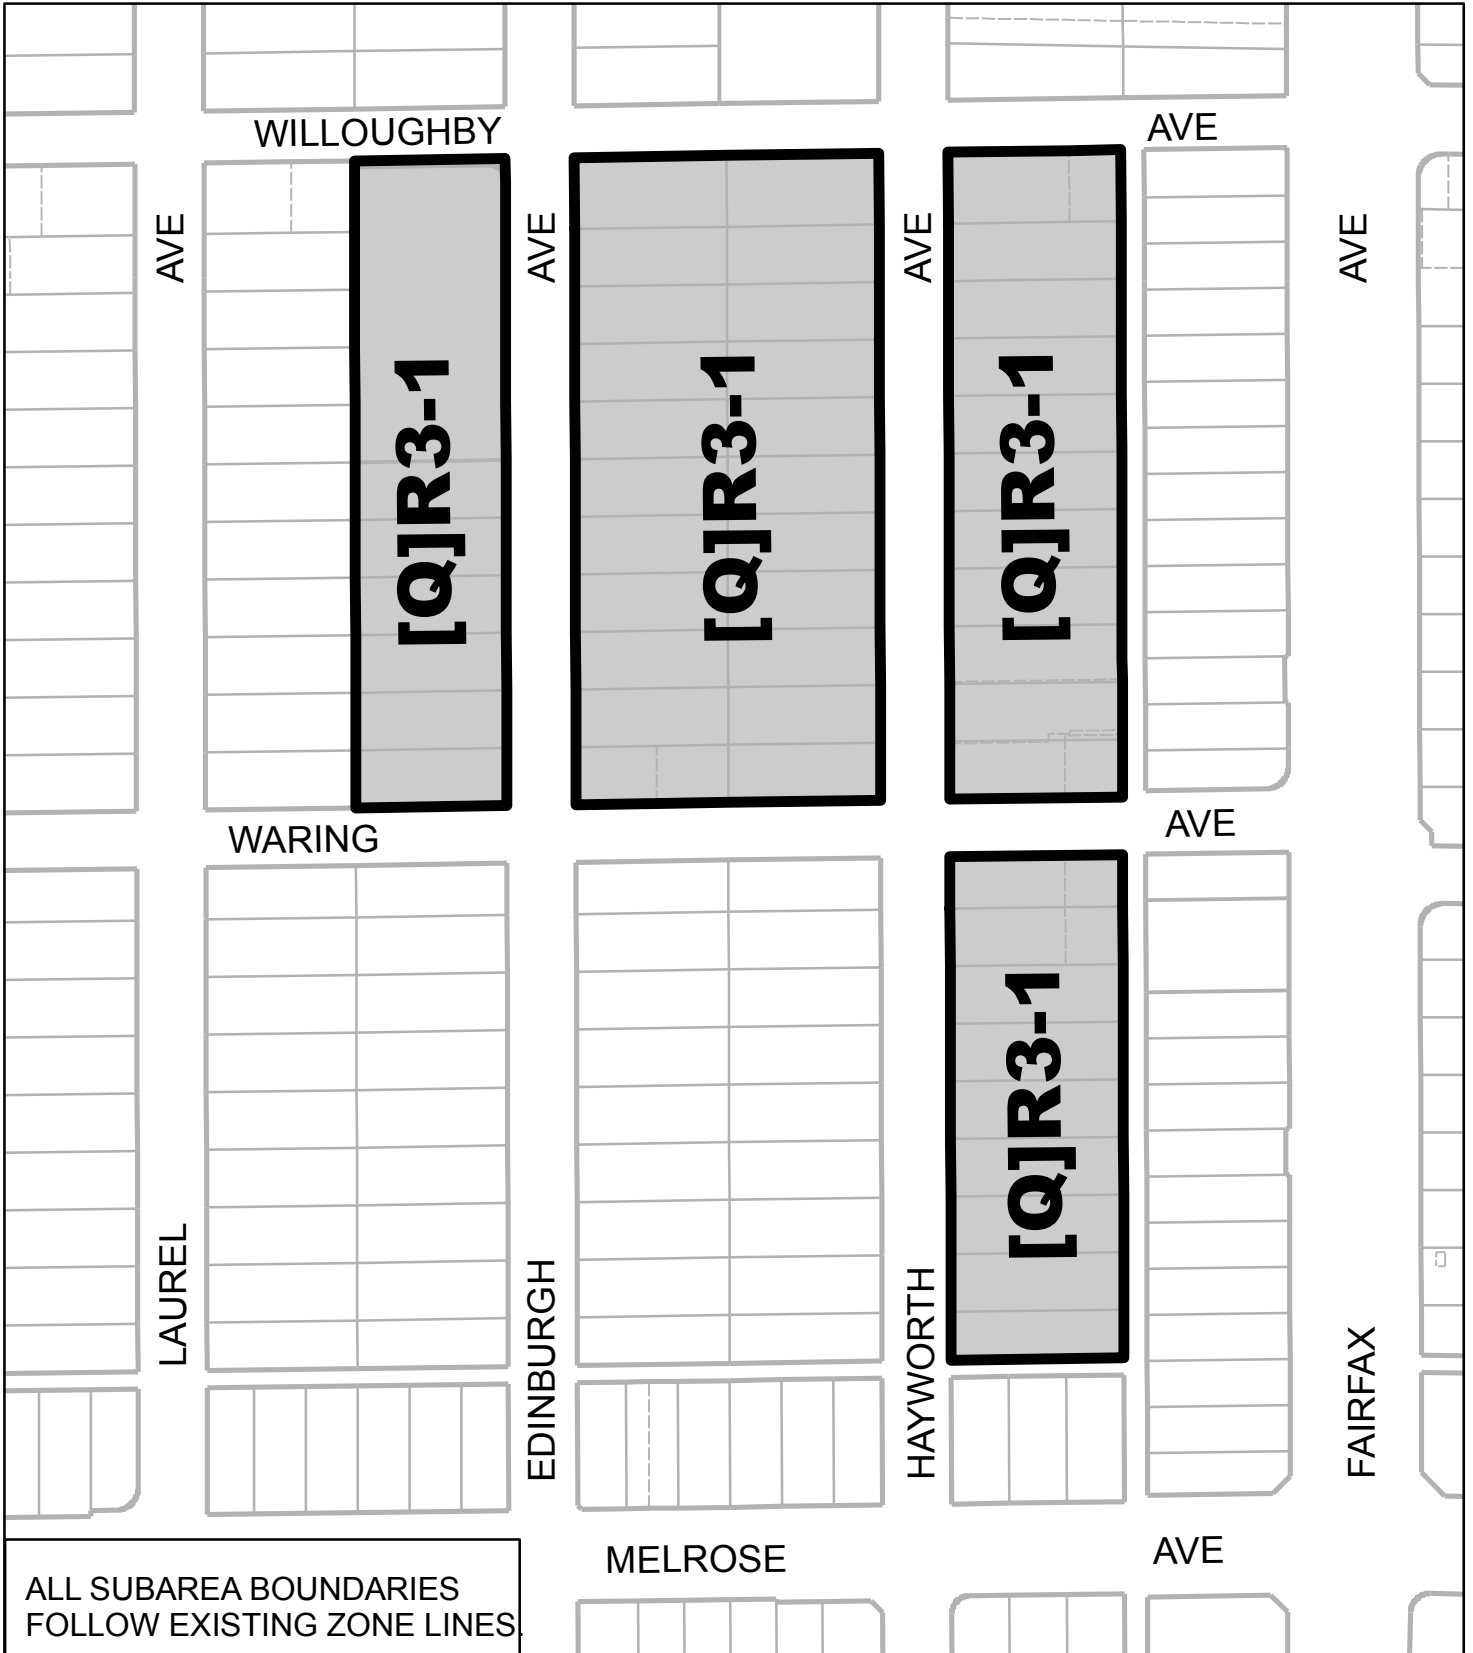 WILLOUGHBY AVE
AVE
AVE
AVE
AVE
[Q]R3-1
[Q]R3-1
[Q]R3-1
WARING AVE
[Q]R3-1
LAUREL
EDINBURGH
HAYWORTH
FAIRFAX
MELROSE AVE
ALL SUBAREA BOUNDARIES
FOLLOW EXISTING ZONE LINES.